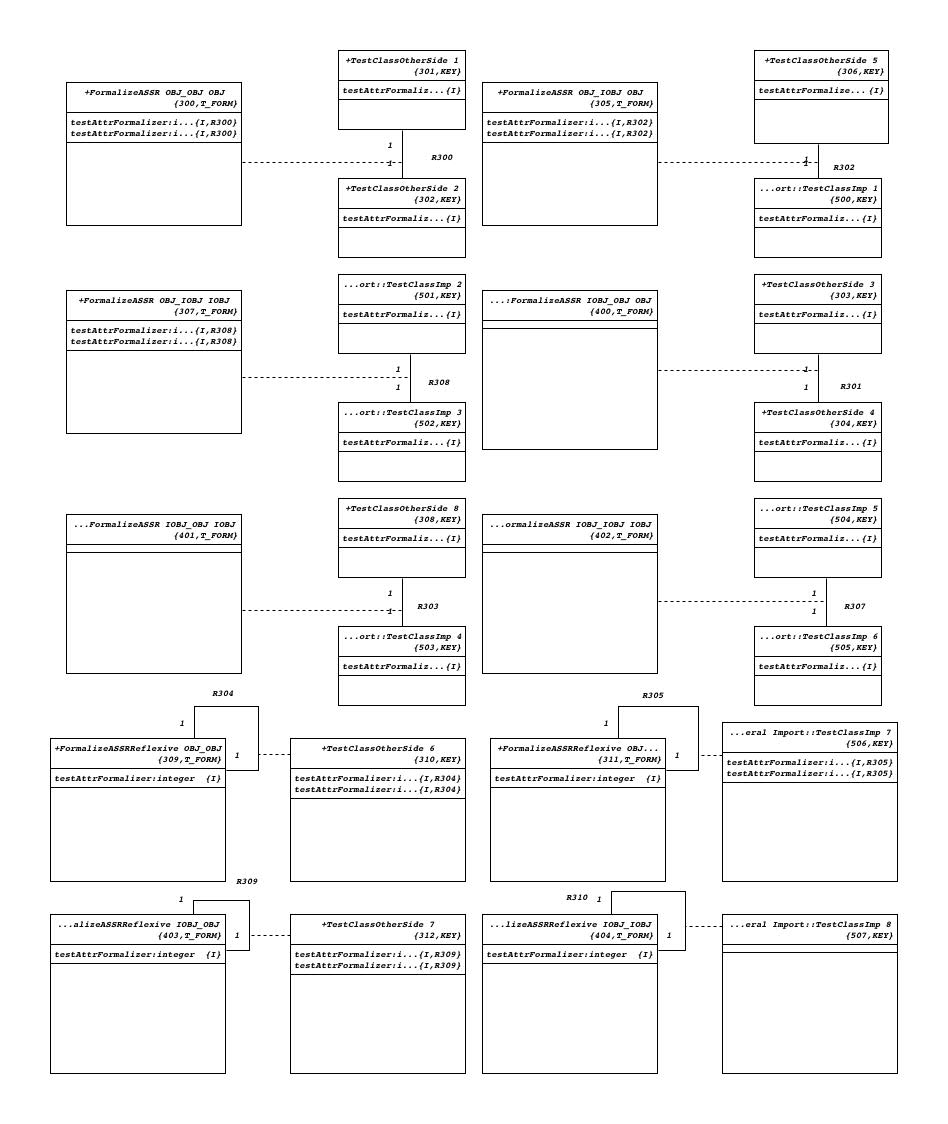 +TestClassOtherSide 1
{301,KEY}
testAttrFormaliz...{I}
+FormalizeASSR OBJ_OBJ OBJ
{300,T_FORM}
testAttrFormalizer:i...{I,R300}
testAttrFormalizer:i...{I,R300}
1
R300
1
+TestClassOtherSide 2
{302,KEY}
testAttrFormaliz...{I}
+TestClassOtherSide 5
{306,KEY}
testAttrFormalize...{I}
+FormalizeASSR OBJ_IOBJ OBJ
{305,T_FORM}
testAttrFormalizer:i...{I,R302}
testAttrFormalizer:i...{I,R302}
1
1
R302
...ort::TestClassImp 1
{500,KEY}
testAttrFormaliz...{I}
...ort::TestClassImp 2
{501,KEY}
testAttrFormaliz...{I}
+FormalizeASSR OBJ_IOBJ IOBJ
{307,T_FORM}
testAttrFormalizer:i...{I,R308}
testAttrFormalizer:i...{I,R308}
1
R308
1
...ort::TestClassImp 3
{502,KEY}
testAttrFormaliz...{I}
+TestClassOtherSide 3
{303,KEY}
testAttrFormaliz...{I}
...:FormalizeASSR IOBJ_OBJ OBJ
{400,T_FORM}
1
1
R301
+TestClassOtherSide 4
{304,KEY}
testAttrFormaliz...{I}
+TestClassOtherSide 8
{308,KEY}
testAttrFormaliz...{I}
...FormalizeASSR IOBJ_OBJ IOBJ
{401,T_FORM}
1
R303
1
...ort::TestClassImp 4
{503,KEY}
testAttrFormaliz...{I}
...ort::TestClassImp 5
{504,KEY}
testAttrFormaliz...{I}
...ormalizeASSR IOBJ_IOBJ IOBJ
{402,T_FORM}
1
R307
1
...ort::TestClassImp 6
{505,KEY}
testAttrFormaliz...{I}
R304
1
+FormalizeASSRReflexive OBJ_OBJ
{309,T_FORM}
testAttrFormalizer:integer {I}
1
+TestClassOtherSide 6
{310,KEY}
testAttrFormalizer:i...{I,R304}
testAttrFormalizer:i...{I,R304}
R305
1
+FormalizeASSRReflexive OBJ...
{311,T_FORM}
testAttrFormalizer:integer {I}
1
...eral Import::TestClassImp 7
{506,KEY}
testAttrFormalizer:i...{I,R305}
testAttrFormalizer:i...{I,R305}
R309
1
...alizeASSRReflexive IOBJ_OBJ
{403,T_FORM}
testAttrFormalizer:integer {I}
1
+TestClassOtherSide 7
{312,KEY}
testAttrFormalizer:i...{I,R309}
testAttrFormalizer:i...{I,R309}
R310
1
...lizeASSRReflexive IOBJ_IOBJ
{404,T_FORM}
testAttrFormalizer:integer {I}
1
...eral Import::TestClassImp 8
{507,KEY}